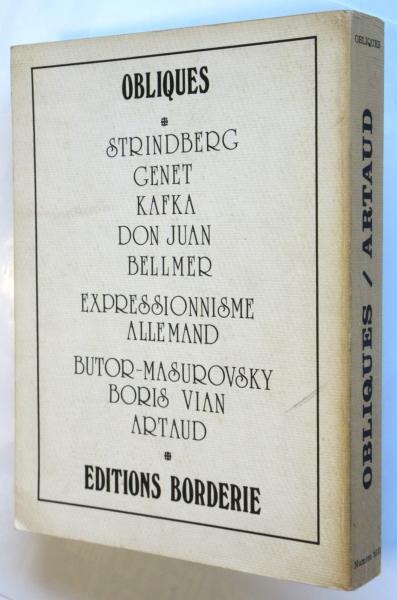 OBLIQUES
STRINDBERG
GENET
KAFKA
DON JUAN
BELLMER
EXPRESSIONNISME
ALLEMAND
BUTOR-MASUROVSKY
BORIS VIAN
ARTAUD
EDITIONS BORDERIE
OBLIQUES
OBLIQUES / ARTAUD
Numéro